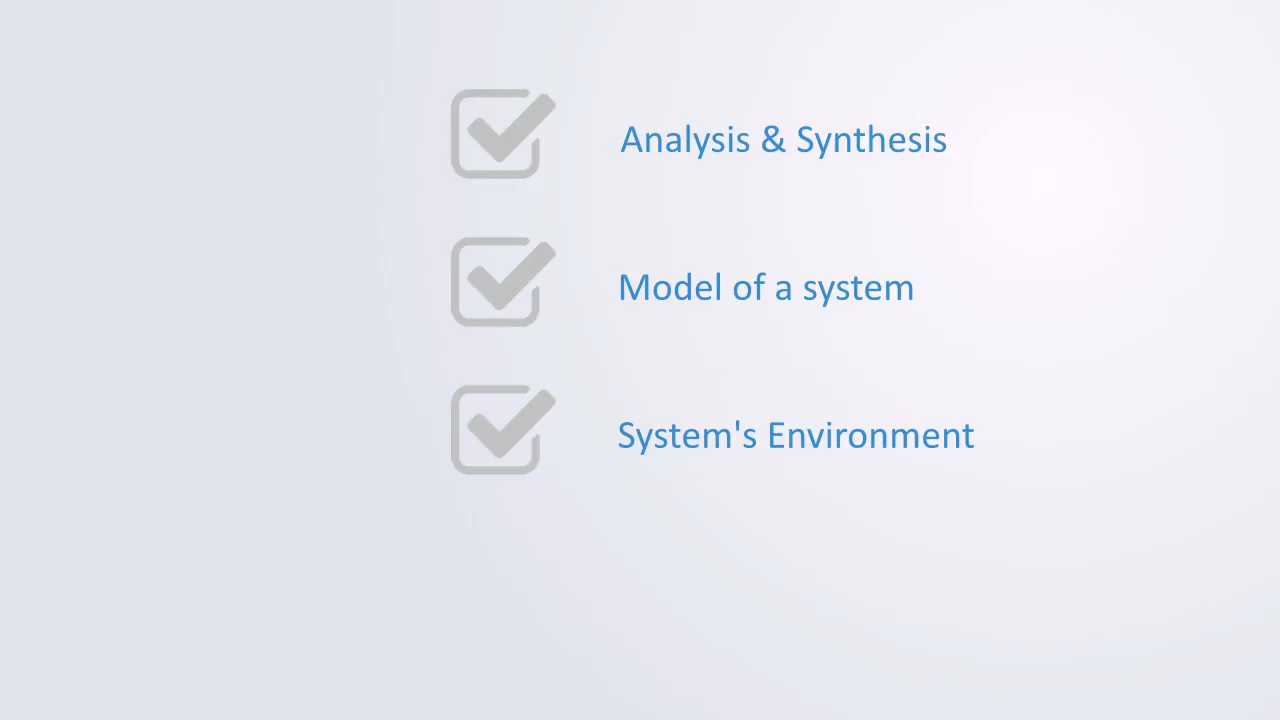 Analysis & Synthesis
Model of a system
System's Environment